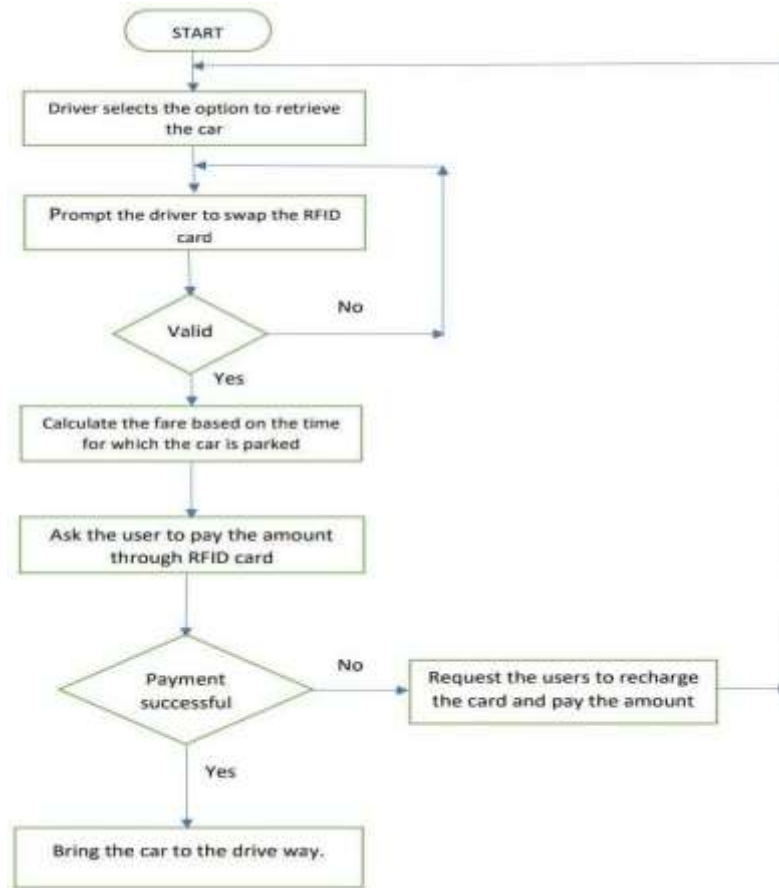 START
Driver selects the option to retrieve
the car
Prompt the driver to swap the RFID
card
Valid
No
Yes
Calculate the fare based on the time
for which the car is parked
Ask the user to pay the amount
through RFID card
Payment
successful
No
Request the users to recharge
the card and pay the amount
Yes
Bring the car to the drive way.